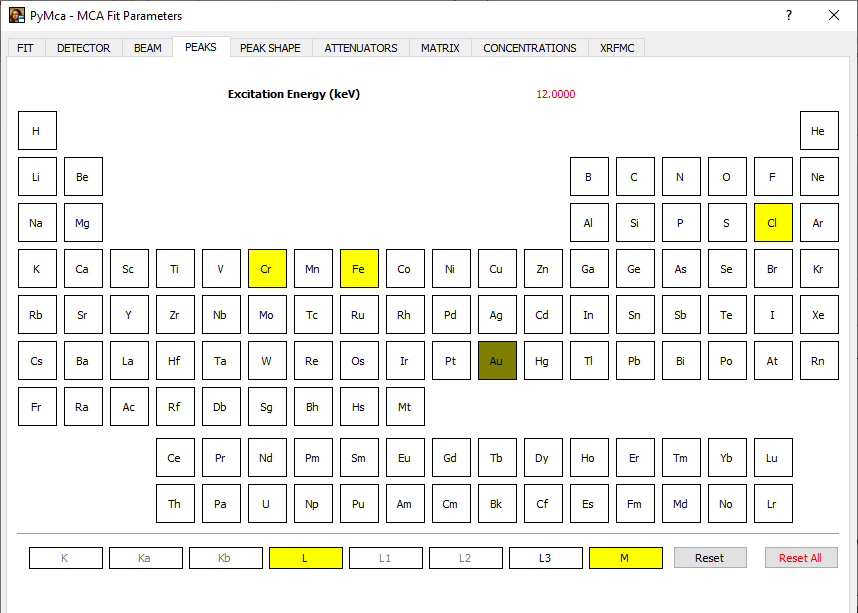 PyMca - MCA Fit Parameters ?
FIT DETECTOR BEAM PEAKS PEAK SHAPE ATTENUATORS MATRIX CONCENTRATIONS XRFMC
Excitation Energy (keV) 12.0000
H He
Li Be B C N O F Ne
Na Mg Al Si P S Cl Ar
K Ca Sc Ti V Cr Mn Fe Co Ni Cu Zn Ga Ge As Se Br Kr
Rb Sr Y Zr Nb Mo Tc Ru Rh Pd Ag Cd In Sn Sb Te I Xe
Cs Ba La Hf Ta W Re Os Ir Pt Au Hg Tl Pb Bi Po At Rn
Fr Ra Ac Rf Db Sg Bh Hs Mt
Ce Pr Nd Pm Sm Eu Gd Tb Dy Ho Er Tm Yb Lu
Th Pa U Np Pu Am Cm Bk Cf Es Fm Md No Lr
K Ka Kb L L1 L2 L3 M Reset Reset All